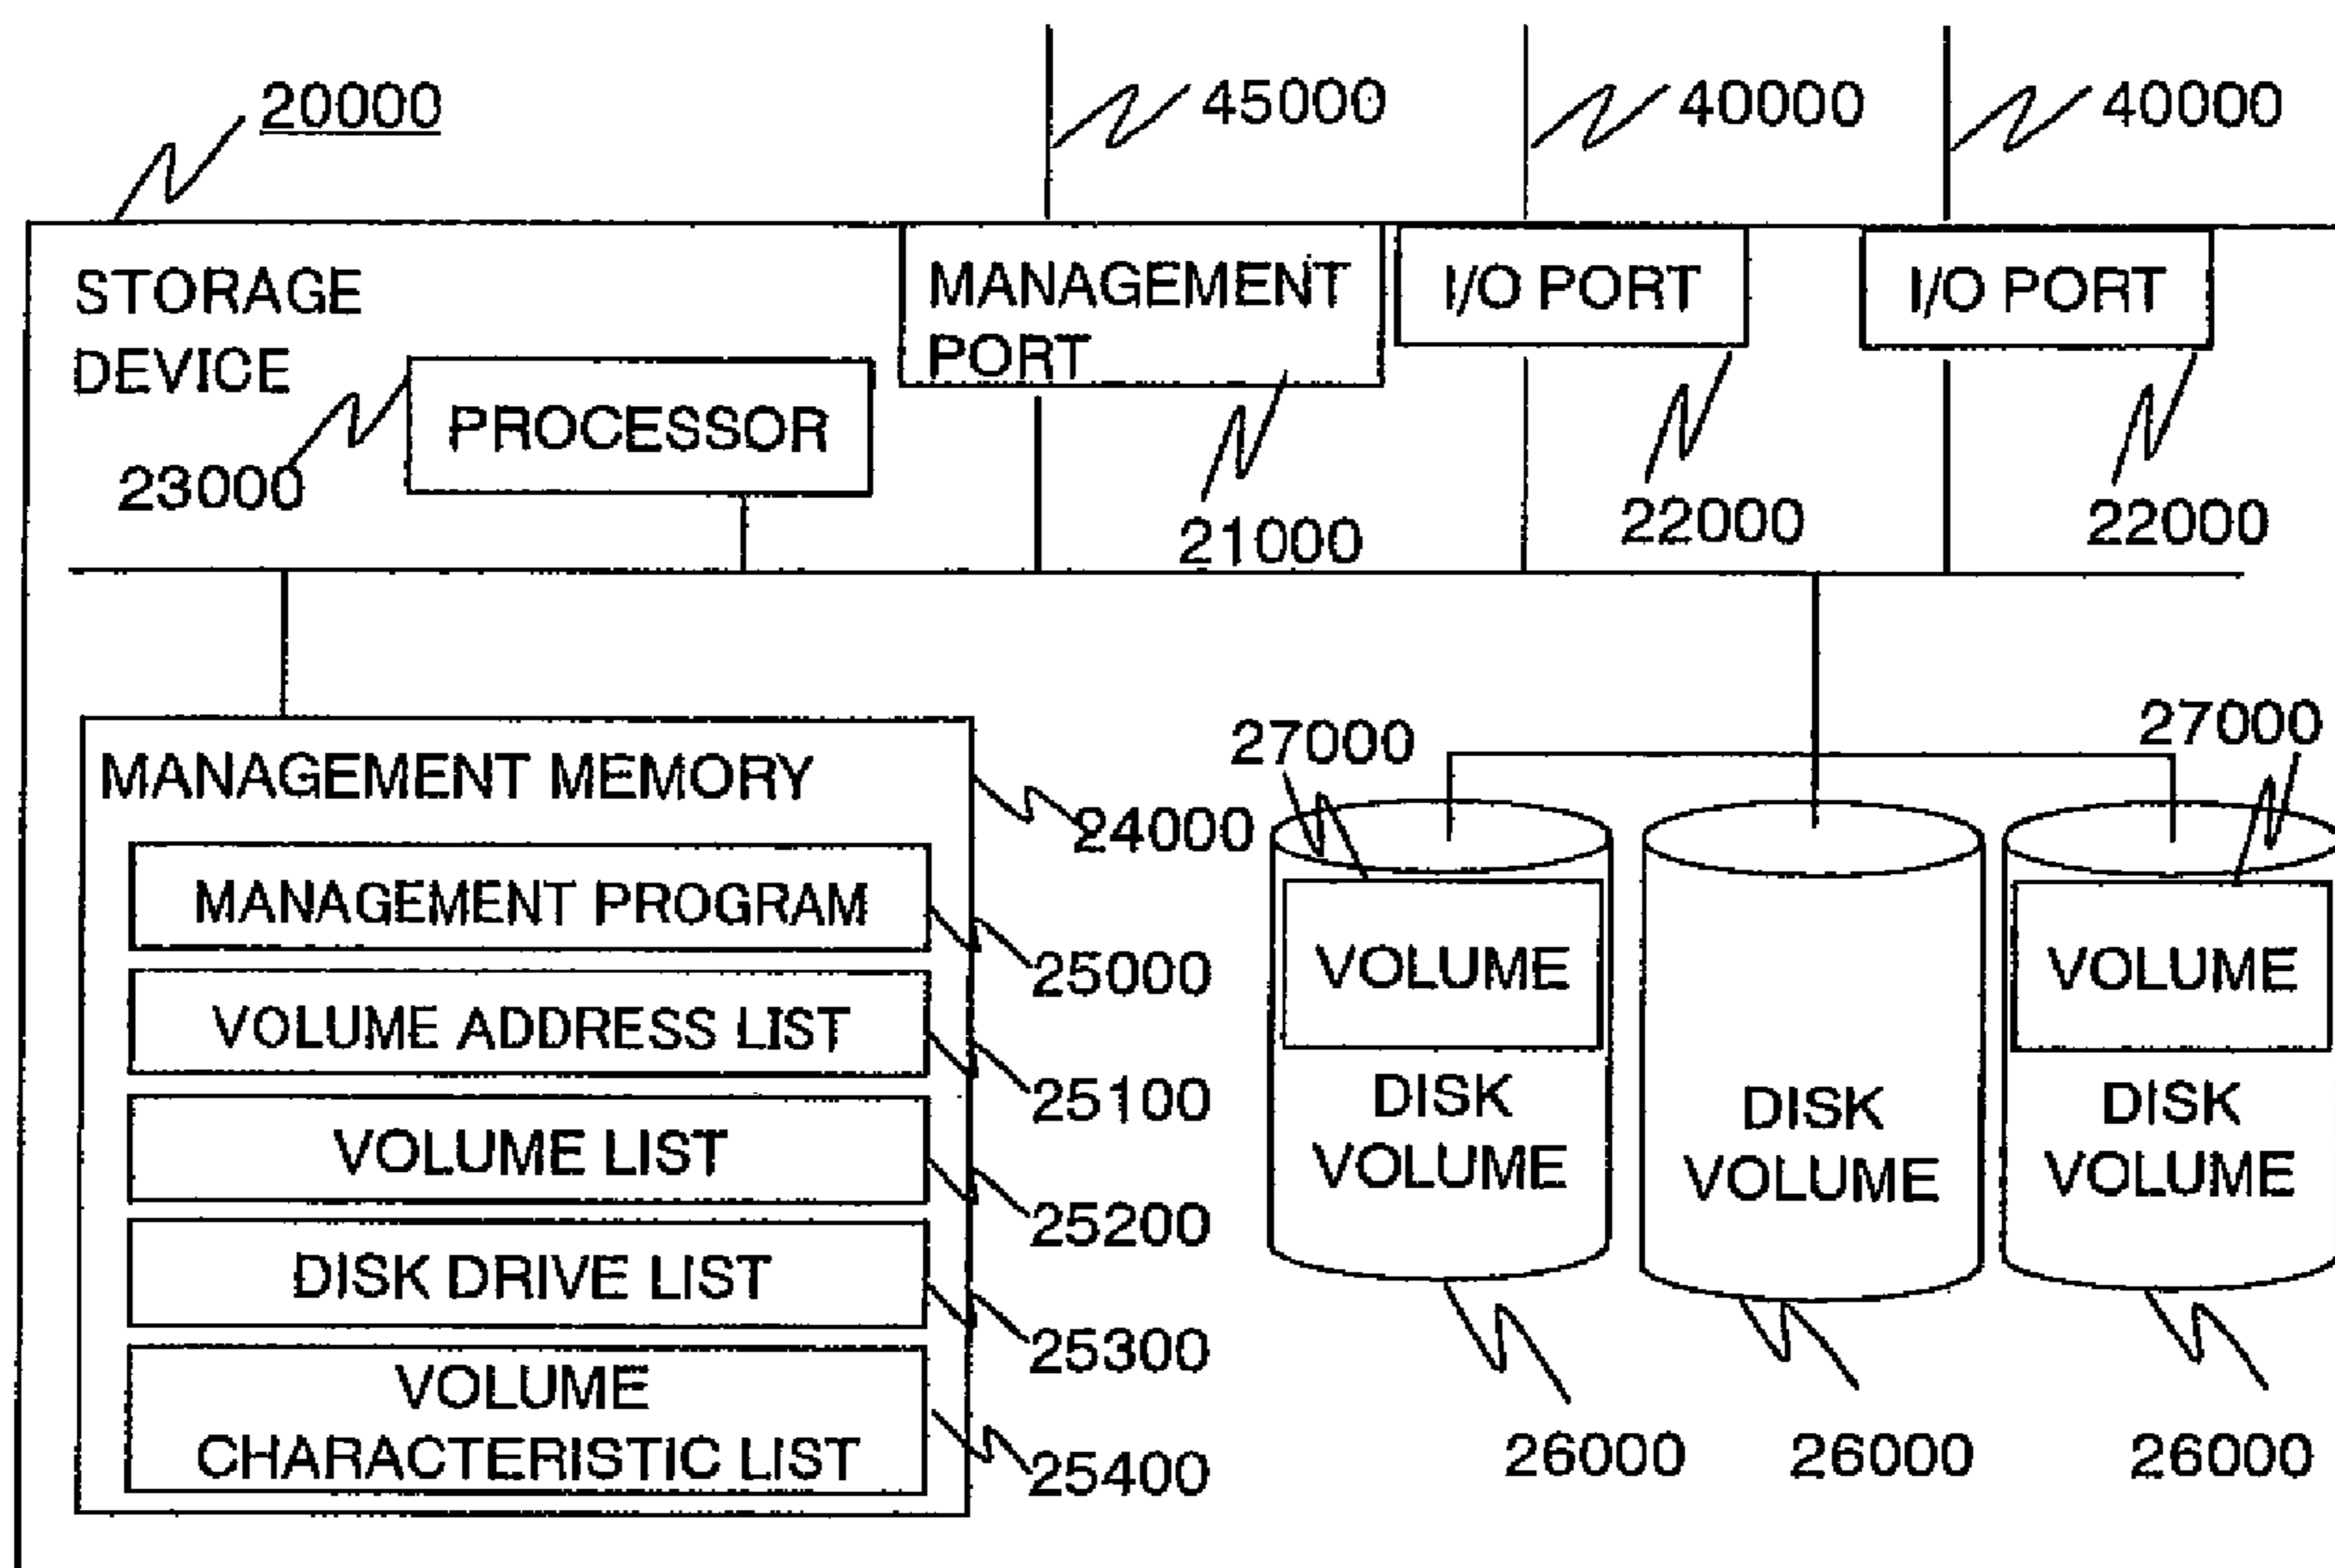 20000
45000
40000
40000
STORAGE
DEVICE
MANAGEMENT
PORT
I/O PORT
I/O PORT
PROCESSOR
23000
21000
22000
22000
MANAGEMENT MEMORY
24000
MANAGEMENT PROGRAM
25000
VOLUME ADDRESS LIST
25100
VOLUME LIST
25200
DISK DRIVE LIST
25300
VOLUME
CHARACTERISTIC LIST
25400
27000
27000
VOLUME
DISK
VOLUME
DISK
VOLUME
VOLUME
DISK
VOLUME
26000
26000
26000